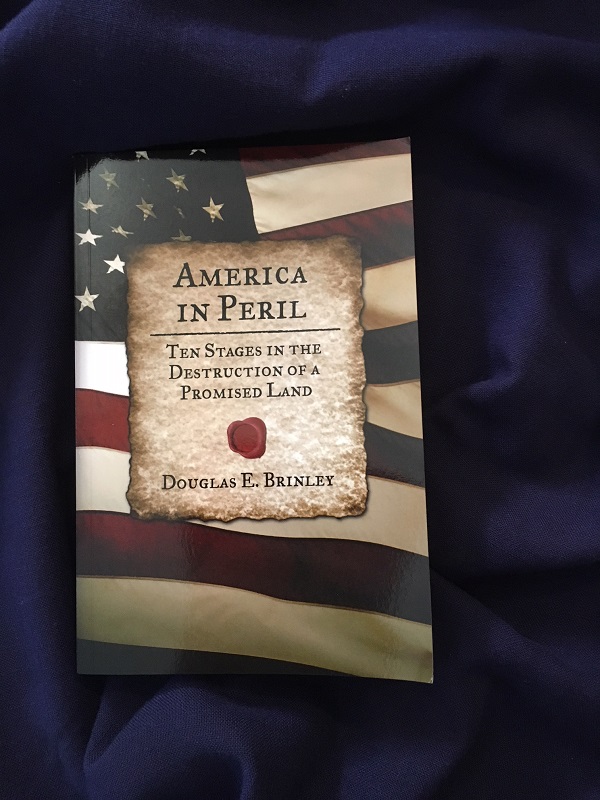 America
in Peril
Ten Stages in the
Destruction of a
Promised Land
Douglas E. Brinley